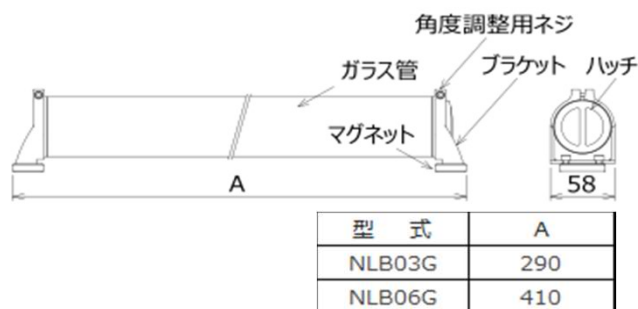 角度調整用ネジ
ガラス管
ブラケット
ハッチ
マグネット
A
58
型　式 A
NLB03G 290
NLB06G 410